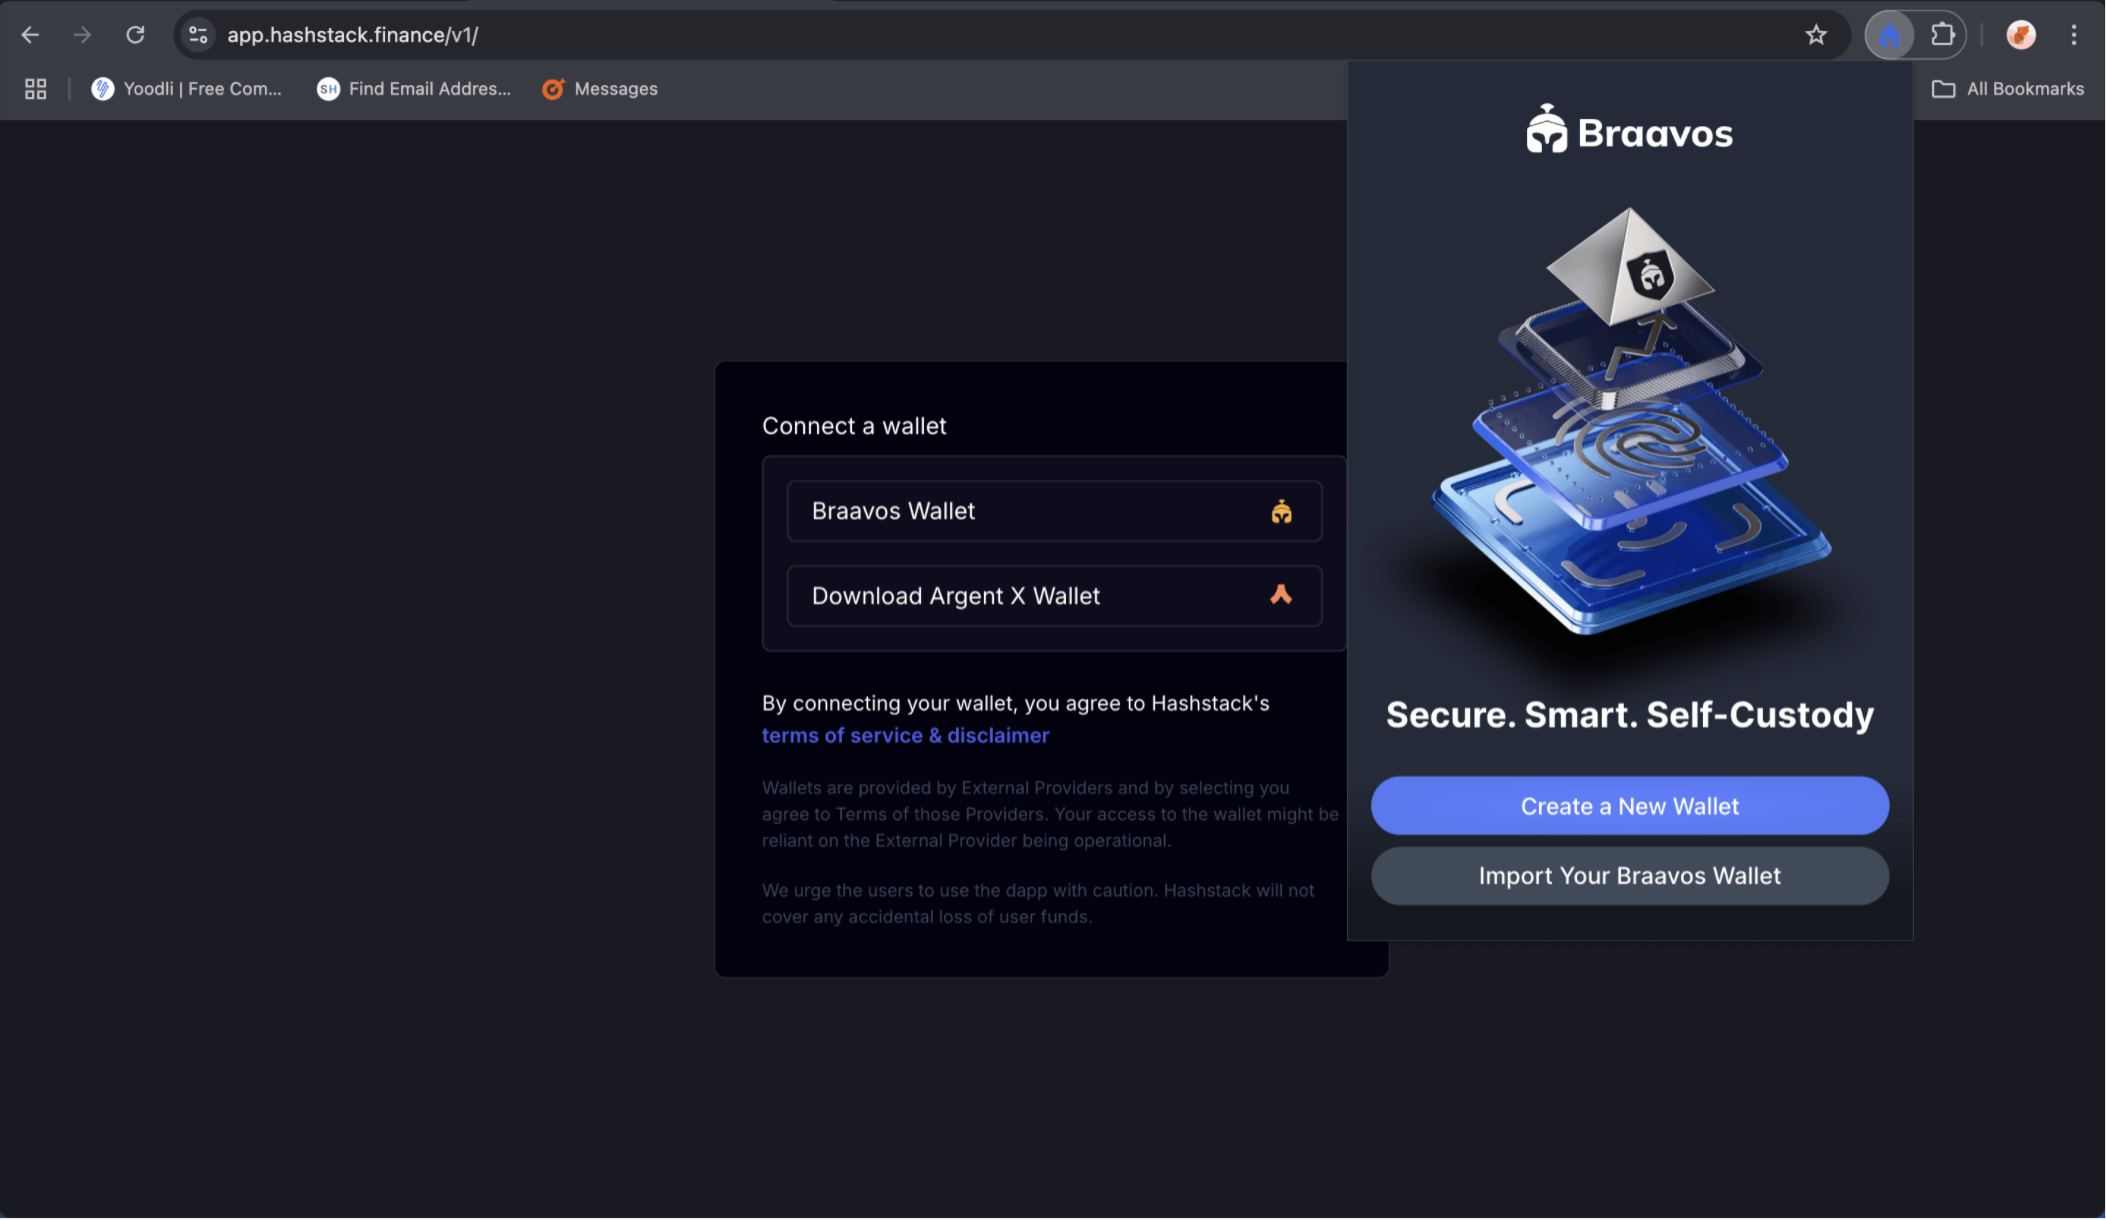 app.hashstack.finance/v1/
Yoodli | Free Com...
SH
Find Email Addres...
Messages
All Bookmarks
Connect a wallet
Braavos Wallet
Download Argent X Wallet
By connecting your wallet, you agree to Hashstack's
terms of service & disclaimer
Wallets are provided by External Providers and by selecting you
agree to Terms of those Providers. Your access to the wallet might be
reliant on the External Provider being operational.
We urge the users to use the dapp with caution. Hashstack will not
cover any accidental loss of user funds.
Braavos
Secure. Smart. Self-Custody
Create a New Wallet
Import Your Braavos Wallet